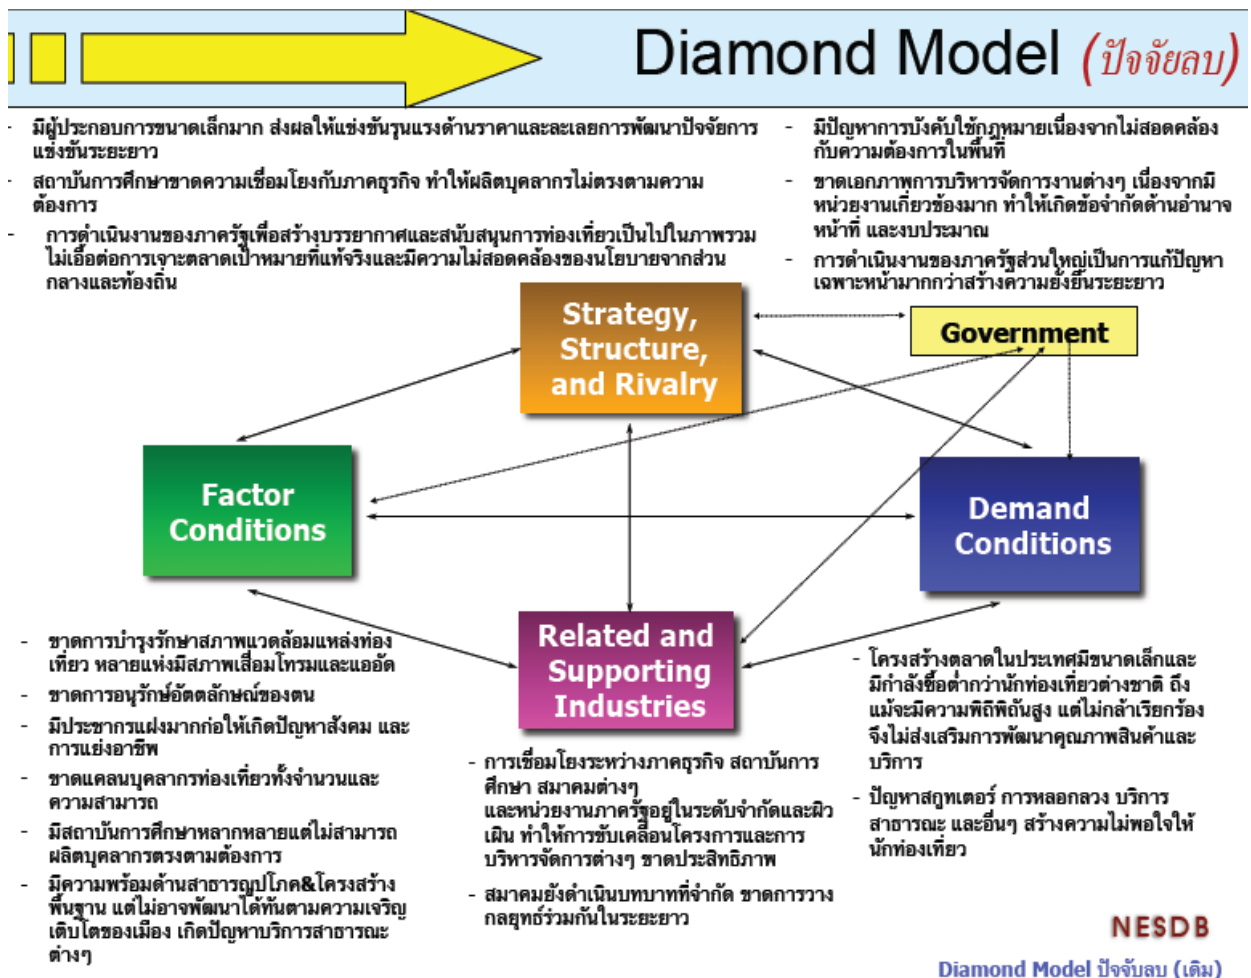 Diamond Model (ปัจจัยลบ)
- มีผู้ประกอบการขนาดเล็กมาก ส่งผลให้แข่งขันรุนแรงด้านราคาและละเลยการพัฒนาปัจจัยการ
แข่งขันระยะยาว
- สถาบันการศึกษาขาดความเชื่อมโยงกับภาคธุรกิจ ทำให้ผลิตบุคลากรไม่ตรงตามความ
ต้องการ
- การดำเนินงานของภาครัฐเพื่อสร้างบรรยากาศและสนับสนุนการท่องเที่ยวเป็นไปในภาพรวม
ไม่เอื้อต่อการเจาะตลาดเป้าหมายที่แท้จริงและมีความไม่สอดคล้องของนโยบายจากส่วน
กลางและท้องถิ่น
- มีปัญหาการบังคับใช้กฎหมายเนื่องจากไม่สอดคล้อง
กับความต้องการในพื้นที่
- ขาดเอกภาพการบริหารจัดการงานต่างๆ เนื่องจากมี
หน่วยงานเกี่ยวข้องมาก ทำให้เกิดข้อจำกัดด้านอำนาจ
หน้าที่ และงบประมาณ
- การดำเนินงานของภาครัฐส่วนใหญ่เป็นการแก้ปัญหา
เฉพาะหน้ามากกว่าสร้างความยั่งยืนระยะยาว
Strategy,
Structure,
and Rivalry
Government
Factor
Conditions
Demand
Conditions
Related and
Supporting
Industries
- ขาดการบำรุงรักษาสภาพแวดล้อมแหล่งท่อง
เที่ยว หลายแห่งมีสภาพเสื่อมโทรมและแออัด
- ขาดการอนุรักษ์อัตตลักษ์ของตน
- มีประชากรแฝงมากก่อให้เกิดปัญหาสังคม และ
การแย่งอาชีพ
- ขาดแคลนบุคลากรท่องเที่ยวทั้งจำนวนและ
ความสามารถ
- มีสถาบันการศึกษาหลากหลายแต่ไม่สามารถ
ผลิตบุคลากรตรงตามต้องการ
- มีความพร้อมด้านสาธารณูปโภค&โครงสร้าง
พื้นฐาน แต่ไม่อาจพัฒนาได้ทันตามความเจริญ
เติบโตของเมือง เกิดปัญหาบริการสาธารณะ
ต่างๆ
- การเชื่อมโยงระหว่างภาคธุรกิจ สถาบันการ
ศึกษา สมาคมต่างๆ
และหน่วยงานภาครัฐอยู่ในระดับจำกัดและผิว
เผิน ทำให้การขับเคลื่อนโครงการและการ
บริหารจัดการต่างๆ ขาดประสิทธิภาพ
- สมาคมยังดำเนินบทบาทที่จำกัด ขาดการวาง
กลยุทธ์ร่วมกันในระยะยาว
- โครงสร้างตลาดในประเทศมีขนาดเล็กและ
มีกำลังซื้อต่ำกว่านักท่องเที่ยวต่างชาติ ถึง
แม้จะมีความพิถีพิถันสูง แต่ไม่กล้าเรียกร้อง
จึงไม่ส่งเสริมการพัฒนาคุณภาพสินค้าและ
บริการ
- ปัญหาสกูทเตอร์ การหลอกลวง บริการ
สาธารณะ และอื่นๆ สร้างความไม่พอใจให้
นักท่องเที่ยว
NESDB
Diamond Model ปัจจับลบ (เดิม)